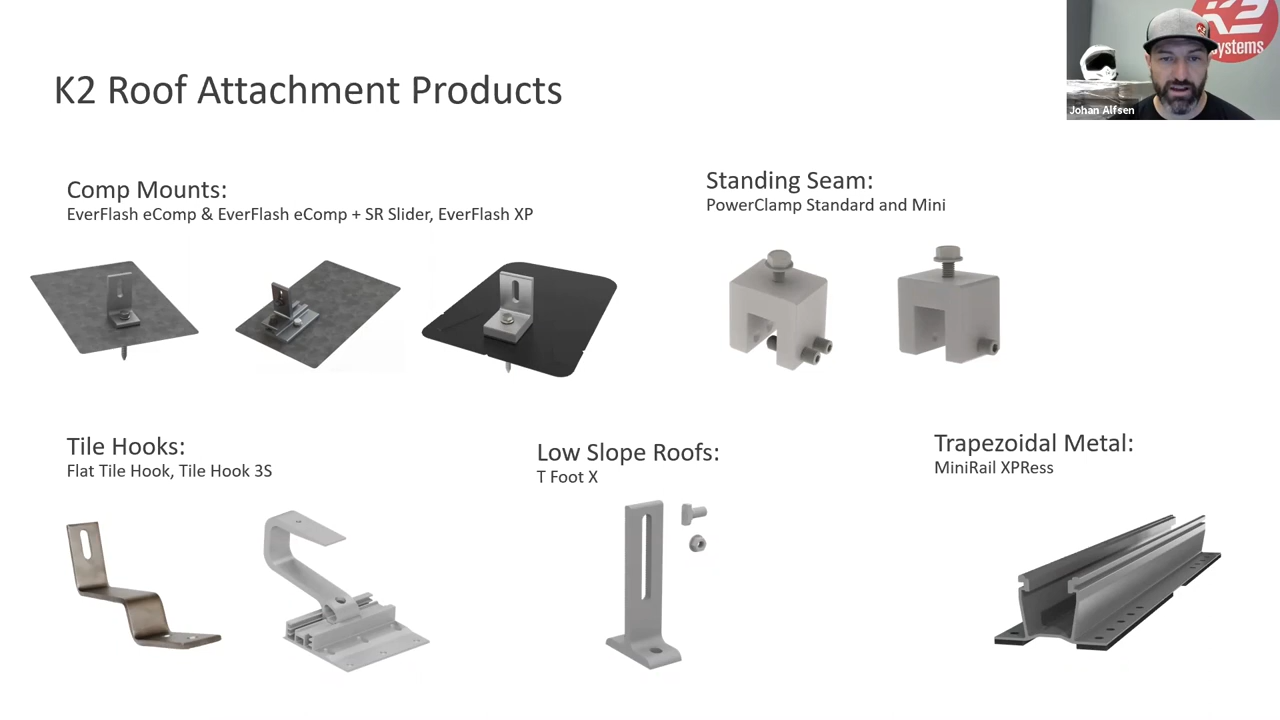 K2 Roof Attachment Products
K2
systems
Johan Alfsen
Comp Mounts:
EverFlash eComp & EverFlash eComp + SR Slider, EverFlash XP
Standing Seam:
PowerClamp Standard and Mini
Tile Hooks:
Flat Tile Hook, Tile Hook 3S
Low Slope Roofs:
T Foot X
Trapezoidal Metal:
MiniRail XPRess